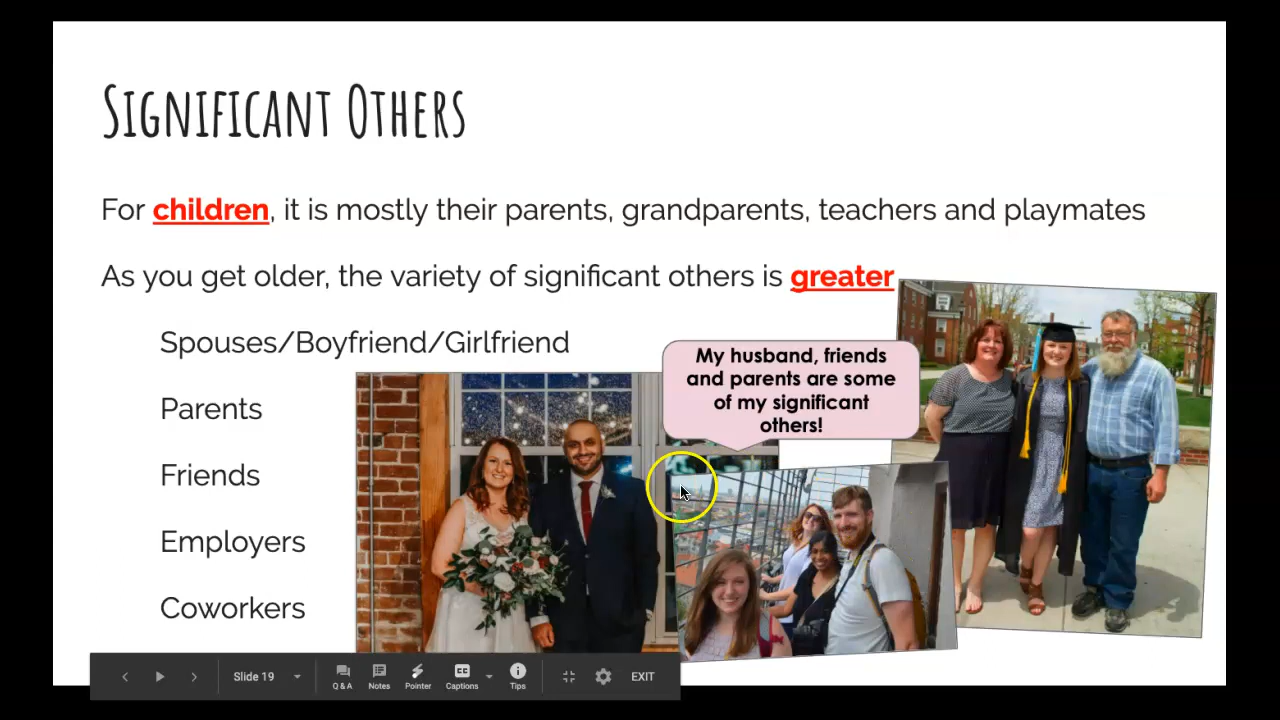 Significant Others
For children, it is mostly their parents, grandparents, teachers and playmates
As you get older, the variety of significant others is greater
Spouses/Boyfriend/Girlfriend
My husband, friends
and parents are some
of my significant
others!
Parents
Friends
Employers
Coworkers
Slide 19
Q & A
Notes
Pointer
CC
Captions
Tips
EXIT